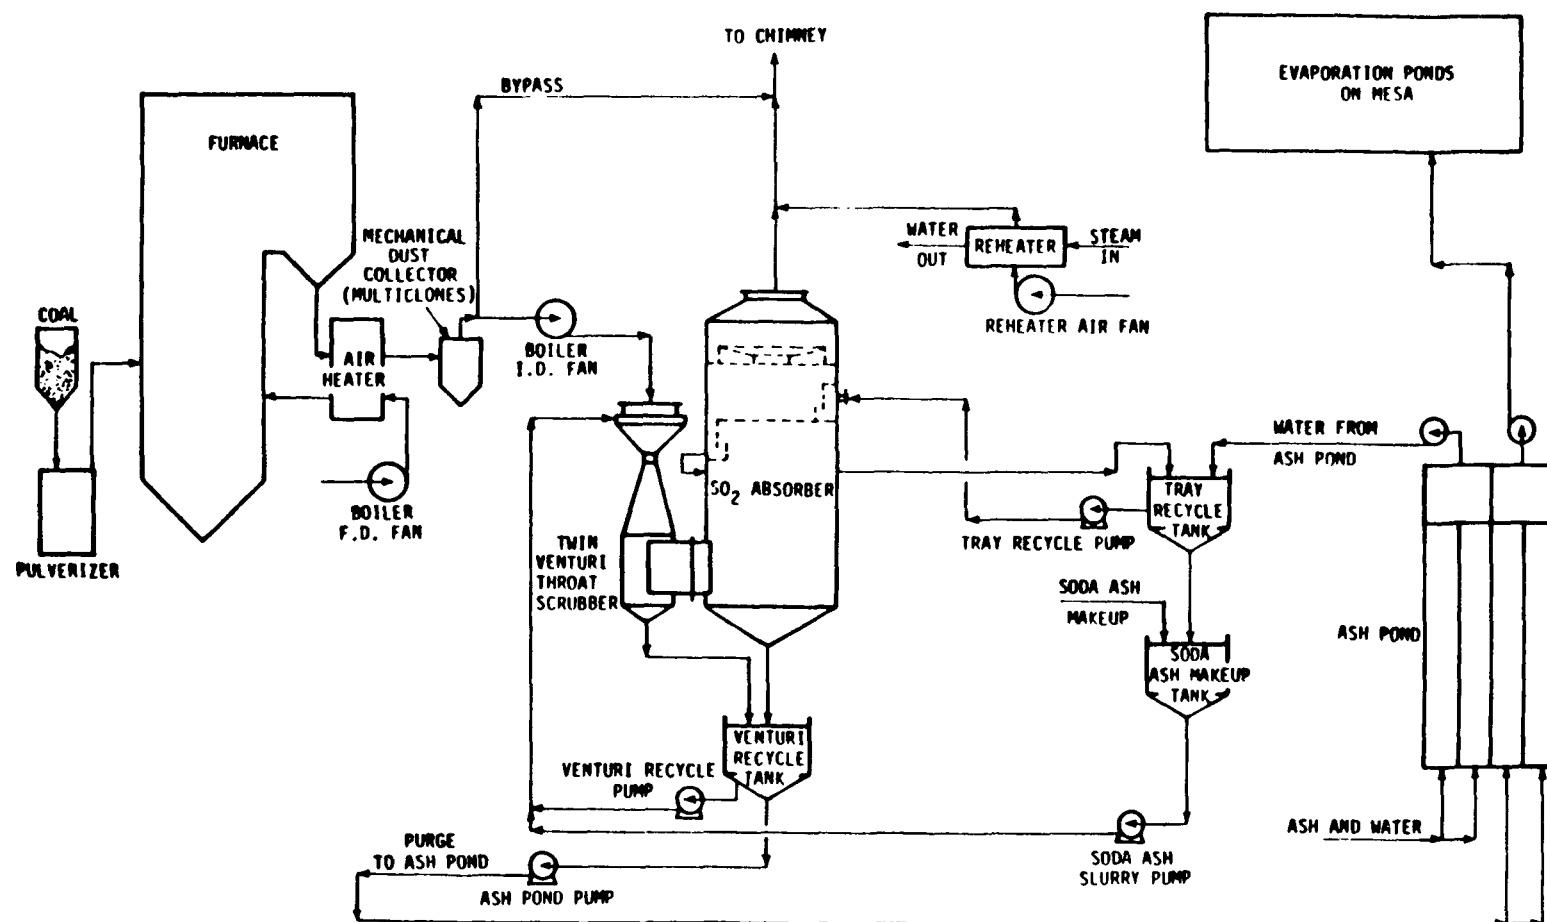 TO CHIMNEY
BYPASS
EVAPORATION PONDS
ON MESA
FURNACE
MECHANICAL
DUST
COLLECTOR
(MULTICLONES)
WATER
OUT
REHEATER
STEAM
IN
REHEATER AIR FAN
COAL
AIR
HEATER
BOILER
I.D. FAN
BOILER
F.D. FAN
PULVERIZER
SO2 ABSORBER
TWIN
VENTURI
THROAT
SCRUBBER
WATER FROM
ASH POND
TRAY
RECYCLE
TANK
TRAY RECYCLE PUMP
SODA ASH
MAKEUP
SODA
ASH MAKEUP
TANK
ASH POND
VENTURI
RECYCLE
TANK
VENTURI RECYCLE
PUMP
ASH AND WATER
PURGE
TO ASH POND
ASH POND PUMP
SODA ASH
SLURRY PUMP